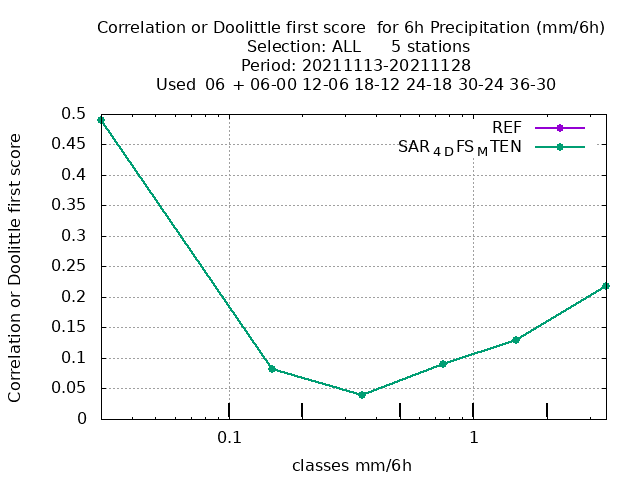 Correlation or Doolittle first score  for 6h Precipitation (mm/6h)
Selection: ALL      5 stations
Period: 20211113-20211128
Used  06 + 06-00 12-06 18-12 24-18 30-24 36-30
REF
SAR4DFSMTEN
0.5
0.45
0.4
0.35
0.3
0.25
0.2
0.15
0.1
0.05
0
Correlation or Doolittle first score
0.1 1
classes mm/6h